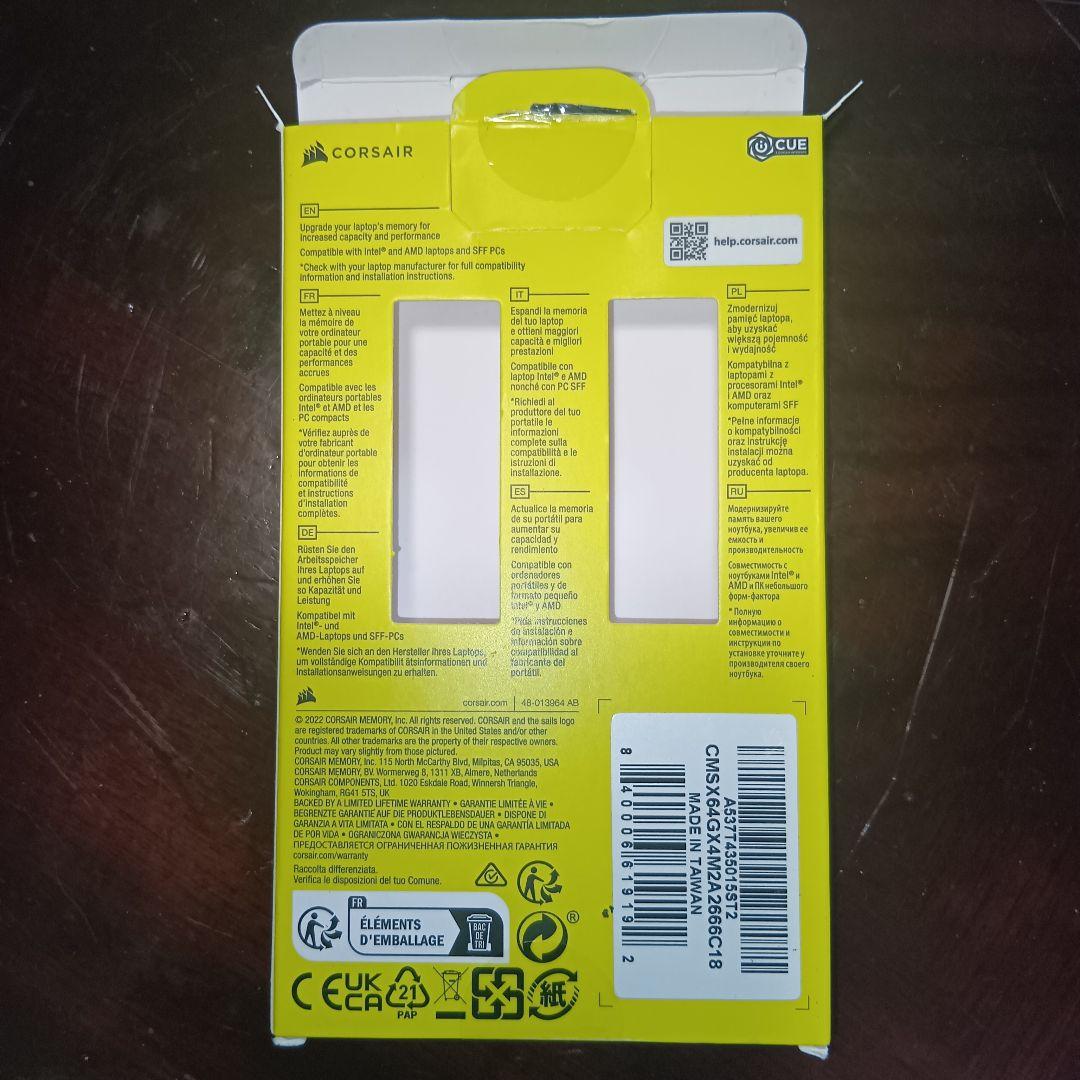 CORSAIR
CUE
help.corsair.com
EN
Upgrade your laptop's memory for
increased capacity and performance
Compatible with Intel® and AMD laptops and SFF PCs
*Check with your laptop manufacturer for full compatibility
information and installation instructions.
FR
Mettez à niveau
la mémoire de
votre ordinateur
portable pour une
capacité et des
performances
accrues
Compatible avec les
ordinateurs portables
Intel® et AMD et les
PC compacts
*Vérifiez auprès de
votre fabricant
d'ordinateur portable
pour obtenir les
informations de
compatibilité
et instructions
d'installation
complètes.
DE
Rüsten Sie den
Arbeitsspeicher
Ihres Laptops auf
und erhöhen Sie
so Kapazität und
Leistung
Kompatibel mit
Intel®- und
AMD-Laptops und SFF-PCs
*Wenden Sie sich an den Hersteller Ihres Laptops,
um vollständige Kompatibilit ätsinformationen und
Installationsanweisungen zu erhalten.
IT
Espandi la memoria
del tuo laptop
e ottieni maggiori
capacità e migliori
prestazioni
Compatibile con
laptop Intel® e AMD
nonché con PC SFF
*Richiedi al
produttore del tuo
portatile le
informazioni
complete sulla
compatibilità e le
istruzioni di
installazione.
ES
Actualice la memoria
de su portátil para
aumentar su
capacidad y
rendimiento
Compatible con
ordenadores
portátiles y de
formato pequeño
Intel® y AMD
*Pida instrucciones
de instalación e
información sobre
compatibilidad al
fabricante del
portátil.
PL
Zmodernizuj
pamięć laptopa,
aby uzyskać
większą pojemność
i wydajność
Kompatybilna z
laptopami z
procesorami Intel®
i AMD oraz
komputerami SFF
*Pełne informacje
o kompatybilności
oraz instrukcję
instalacji można
uzyskać od
producenta laptopa.
RU
Модернизируйте
память вашего
ноутбука, увеличив ее
емкость и
производительность
Совместимость с
ноутбуками Intel® и
AMD и ПК небольшого
форм-фактора
* Полную
информацию о
совместимости и
инструкции по
установке уточните у
производителя своего
ноутбука.
corsair.com | 48-013964 AB
© 2022 CORSAIR MEMORY, Inc. All rights reserved. CORSAIR and the sails logo
are registered trademarks of CORSAIR in the United States and/or other
countries. All other trademarks are the property of their respective owners.
Product may vary slightly from those pictured.
CORSAIR MEMORY, Inc. 115 North McCarthy Blvd, Milpitas, CA 95035, USA
CORSAIR MEMORY, BV. Wormerweg 8, 1311 XB, Almere, Netherlands
CORSAIR COMPONENTS, Ltd. 1020 Eskdale Road, Winnersh Triangle,
Wokingham, RG41 5TS, UK
BACKED BY A LIMITED LIFETIME WARRANTY • GARANTIE LIMITÉE À VIE •
BEGRENZTE GARANTIE AUF DIE PRODUKTLEBENSDAUER • DISPONE DI
GARANZIA A VITA LIMITATA • CON EL RESPALDO DE UNA GARANTÍA LIMITADA
DE POR VIDA • OGRANICZONA GWARANCJA WIECZYSTA •
ПРЕДОСТАВЛЯЕТСЯ ОГРАНИЧЕННАЯ ПОЖИЗНЕННАЯ ГАРАНТИЯ
corsair.com/warranty
Raccolta differenziata.
Verifica le disposizioni del tuo Comune.
FR
ÉLÉMENTS
D'EMBALLAGE
BAC
DE
TRI
®
CE
UK
CA
21
PAP
紙
A537T435015ST2
CMSX64GX4M2A2666C18
MADE IN TAIWAN
8 40006 61919 2